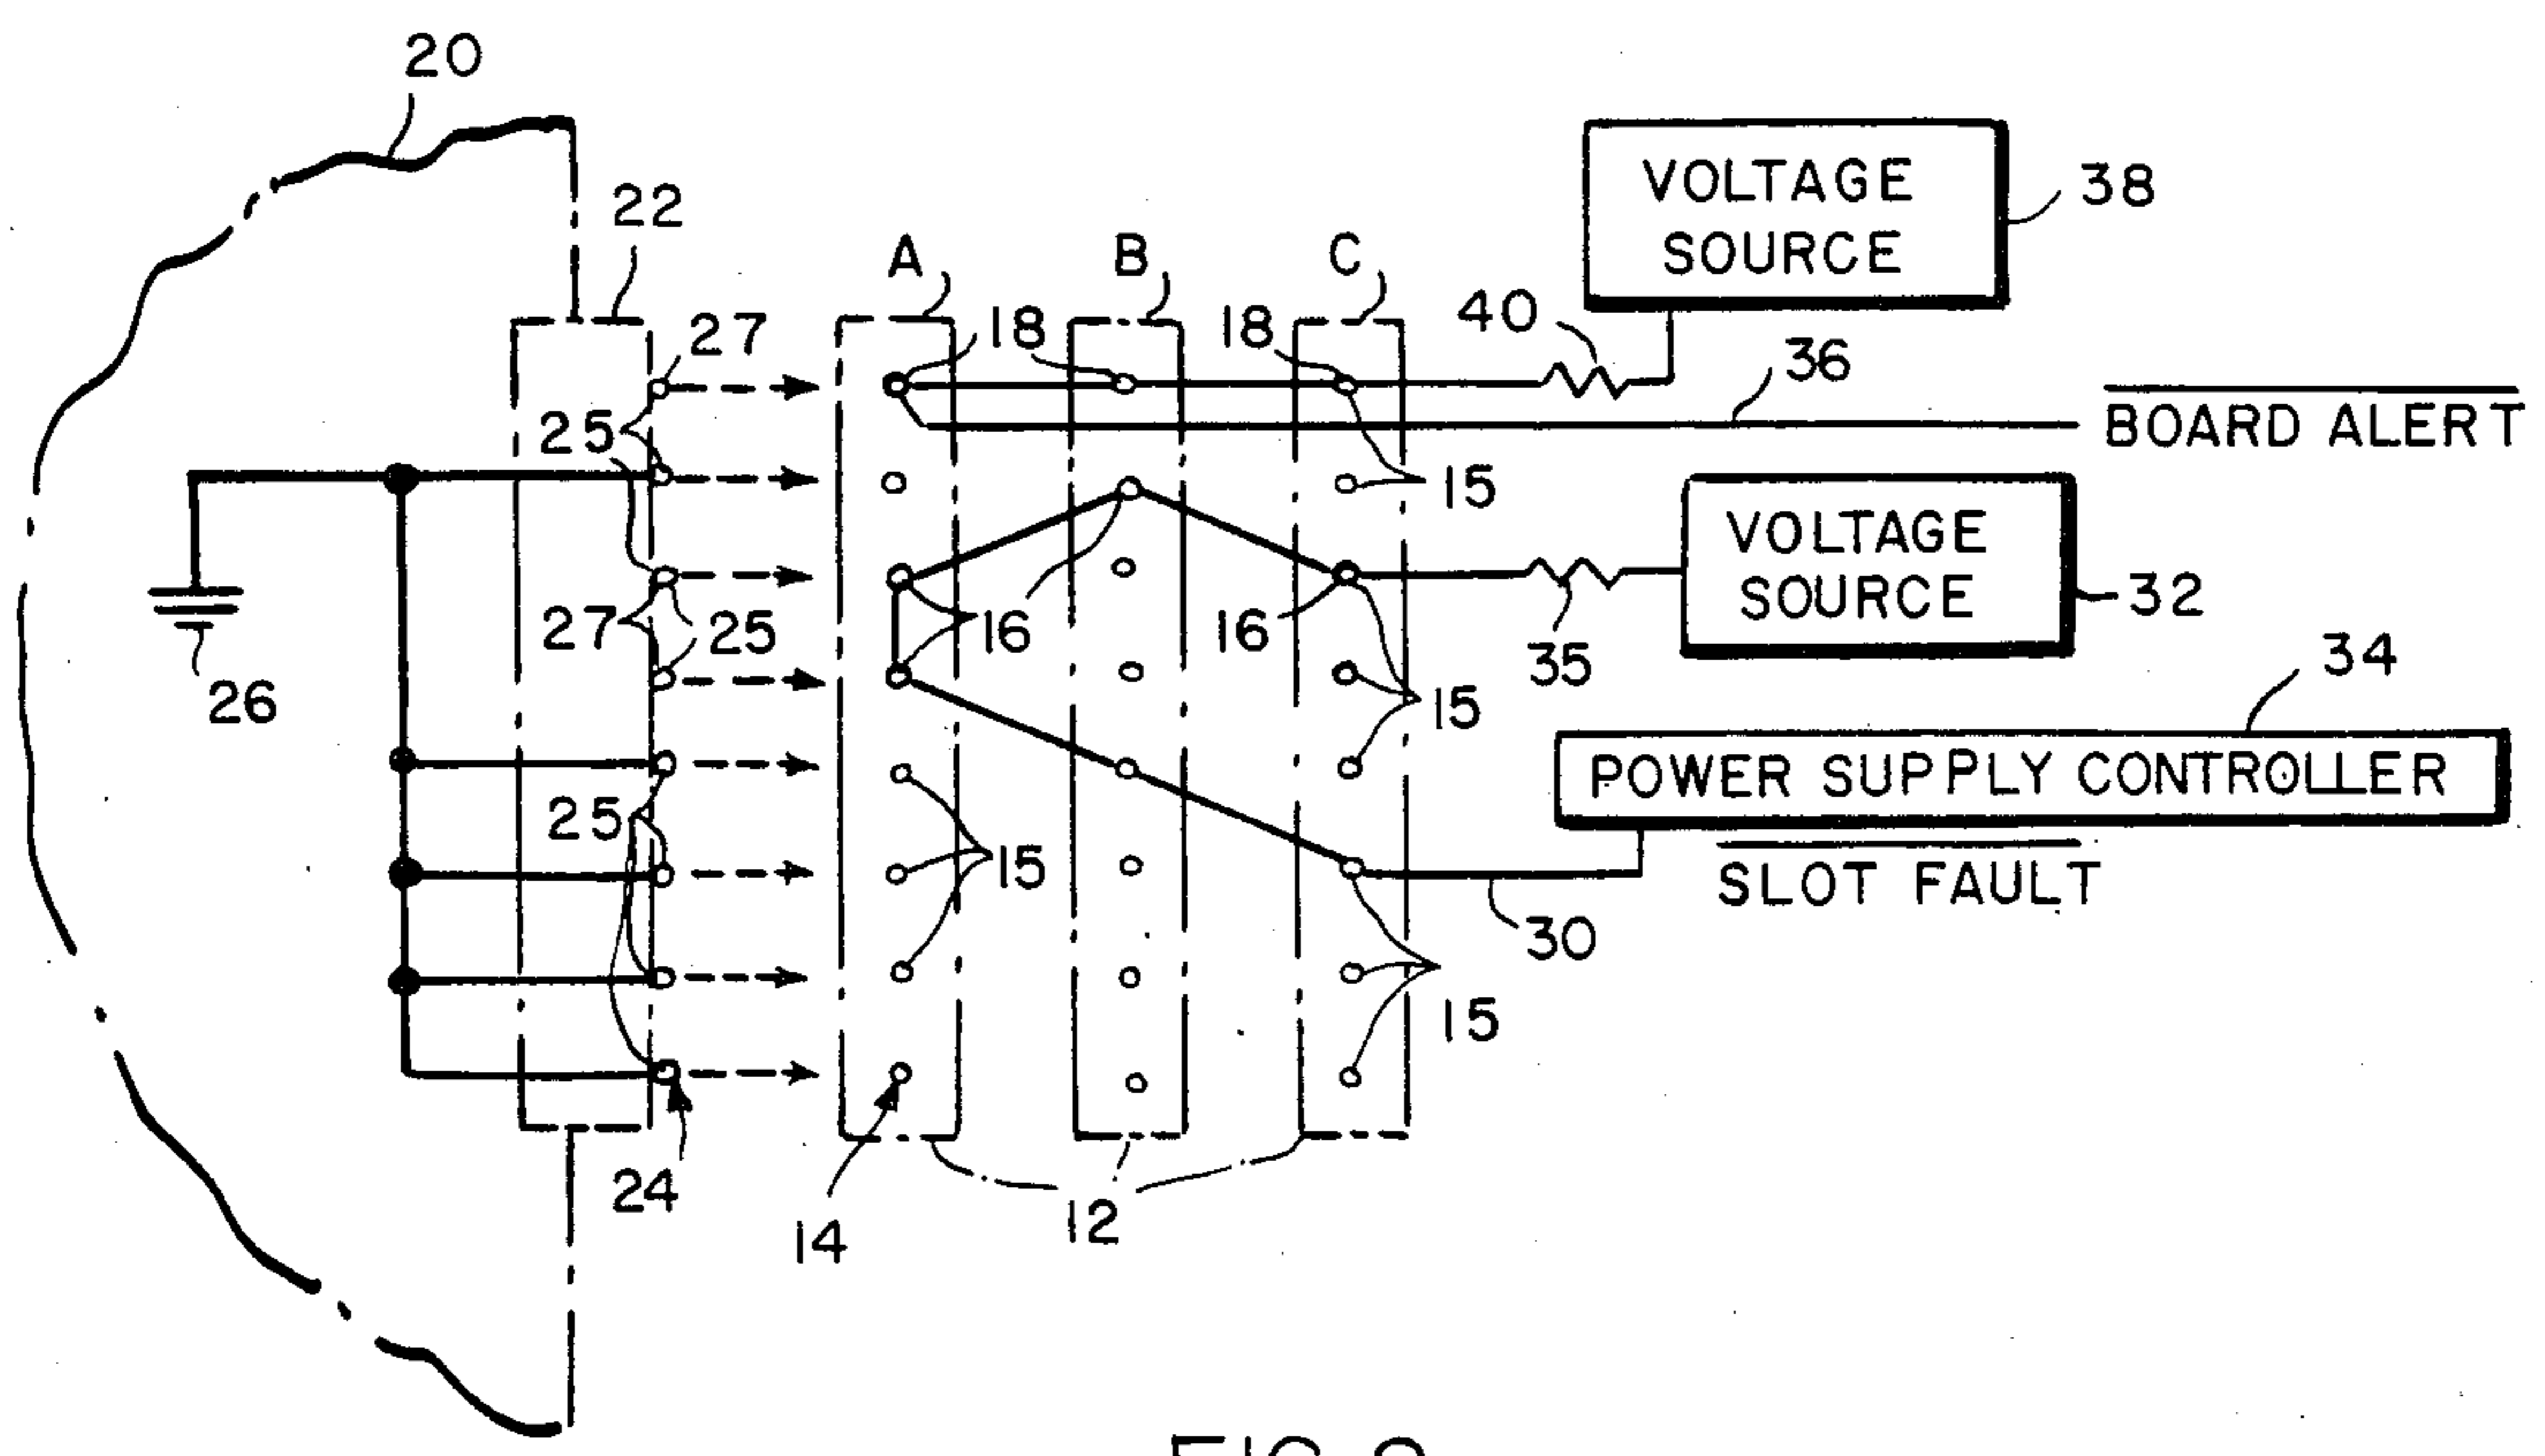 20
22
27
25
27
25
26
25
24
A
B
C
18
18
16
16
15
15
15
15
14
12
40
VOLTAGE
SOURCE
38
36
BOARD ALERT
VOLTAGE
SOURCE
32
35
34
POWER SUPPLY CONTROLLER
SLOT FAULT
30